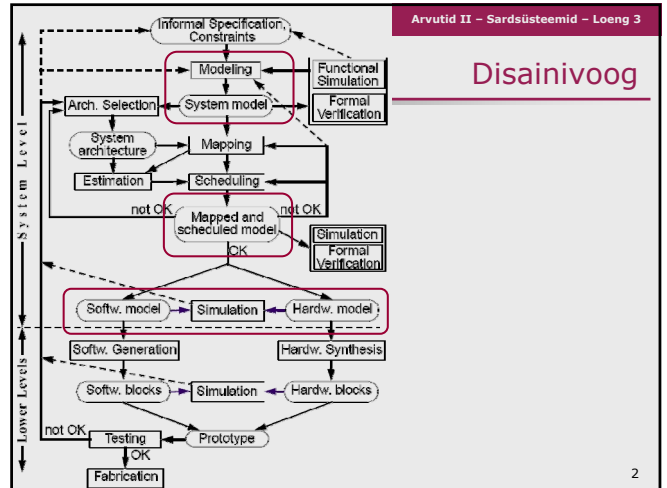 Arvutid II – Sardsüsteemid – Loeng 3
Disainivoog
Informal Specification,
Constraints
Modeling
Functional
Simulation
Arch. Selection
System model
Formal
Verification
System
architecture
Mapping
Estimation
Scheduling
not OK
not OK
Mapped and
scheduled model
Simulation
Formal
Verification
OK
System Level
Softw. model
Simulation
Hardw. model
Softw. Generation
Hardw. Synthesis
Lower Levels
Softw. blocks
Simulation
Hardw. blocks
not OK
Testing
Prototype
OK
Fabrication
2